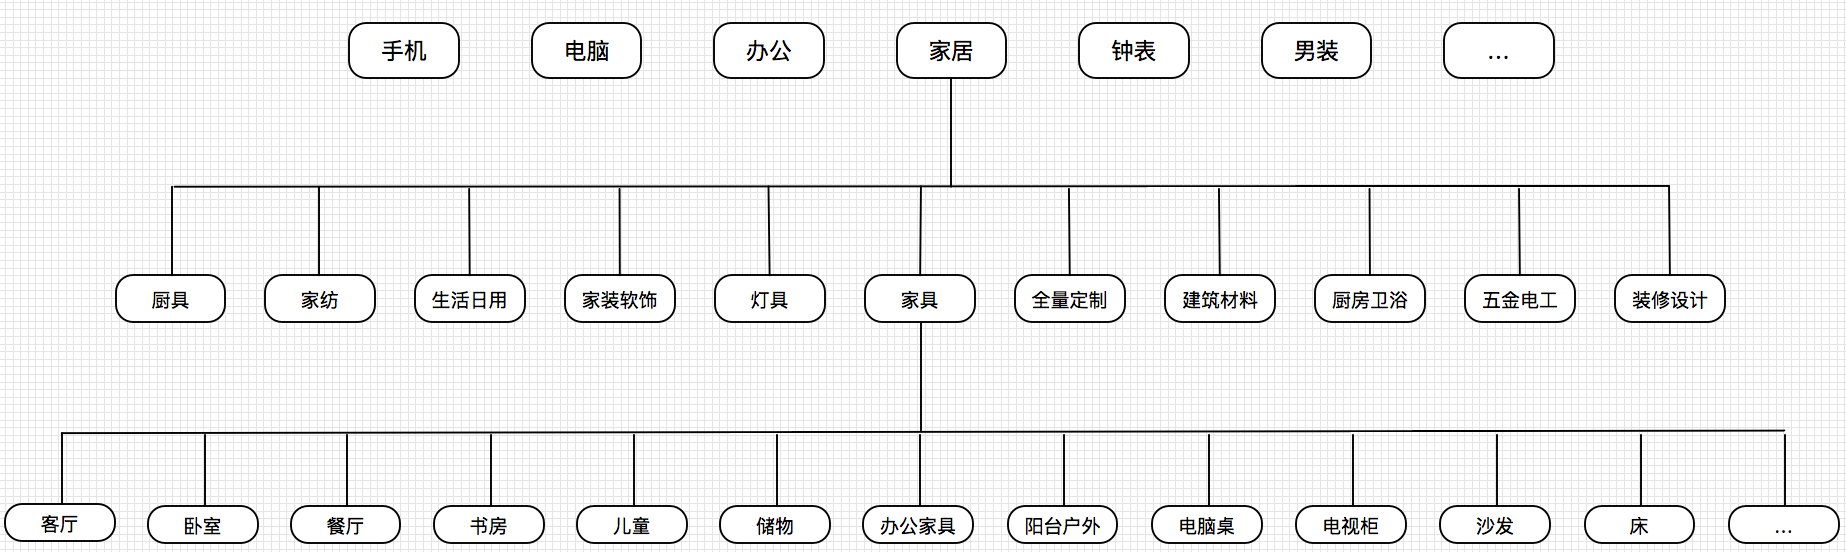 手机 电脑 办公 家居 钟表 男装 ...
厨具 家纺 生活日用 家装软饰 灯具 家具 全量定制 建筑材料 厨房卫浴 五金电工 装修设计
客厅 卧室 餐厅 书房 儿童 储物 办公家具 阳台户外 电脑桌 电视柜 沙发 床 ...